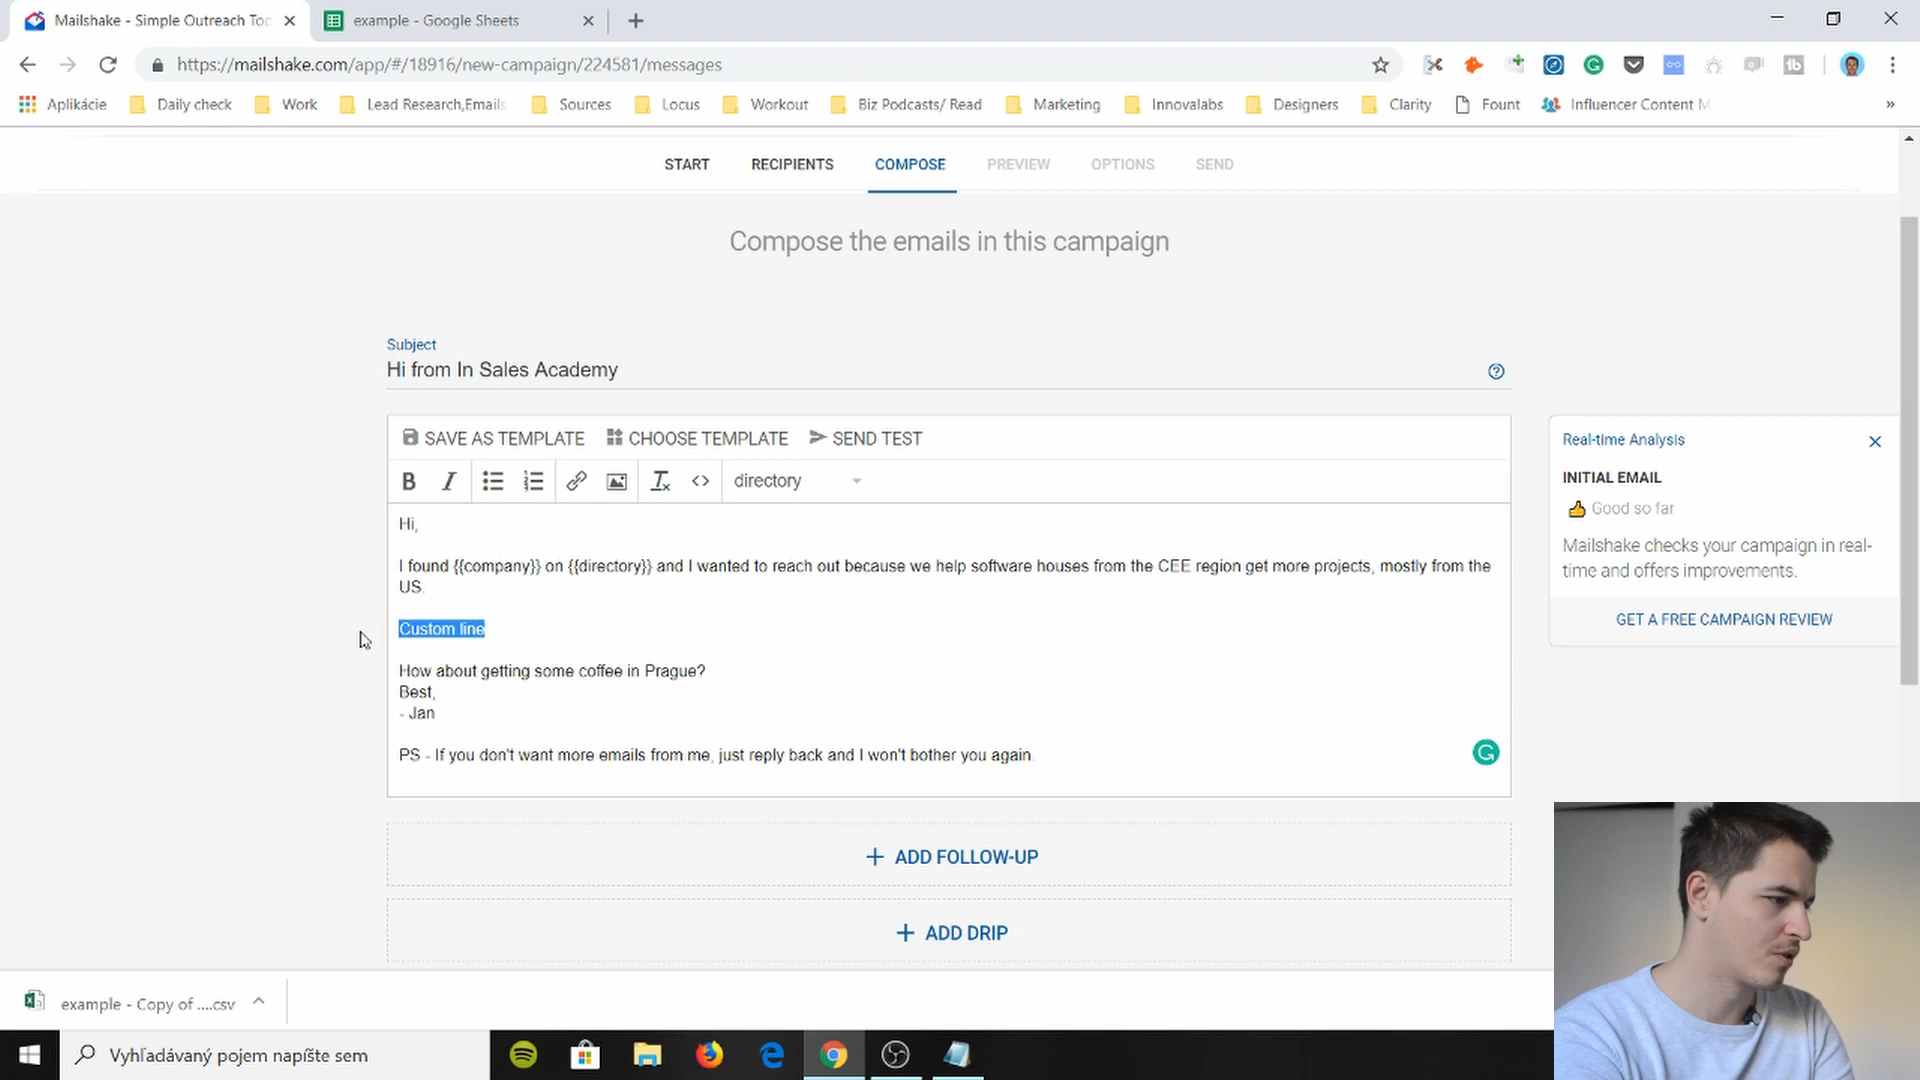 Mailshake - Simple Outreach Too
example - Google Sheets
https://mailshake.com/app/#/18916/new-campaign/224581/messages
Aplikácie
Daily check
Work
Lead Research,Emails
Sources
Locus
Workout
Biz Podcasts/ Read
Marketing
Innovalabs
Designers
Clarity
Fount
Influencer Content M
START
RECIPIENTS
COMPOSE
PREVIEW
OPTIONS
SEND
Compose the emails in this campaign
Subject
Hi from In Sales Academy
SAVE AS TEMPLATE
CHOOSE TEMPLATE
SEND TEST
directory
Hi,
I found {{company}} on {{directory}} and I wanted to reach out because we help software houses from the CEE region get more projects, mostly from the
US.
Custom line
How about getting some coffee in Prague?
Best,
- Jan
PS - If you don't want more emails from me, just reply back and I won't bother you again.
Real-time Analysis
INITIAL EMAIL
Good so far
Mailshake checks your campaign in real-
time and offers improvements.
GET A FREE CAMPAIGN REVIEW
+ ADD FOLLOW-UP
+ ADD DRIP
example - Copy of ....csv
Vyhľadávaný pojem napíšte sem